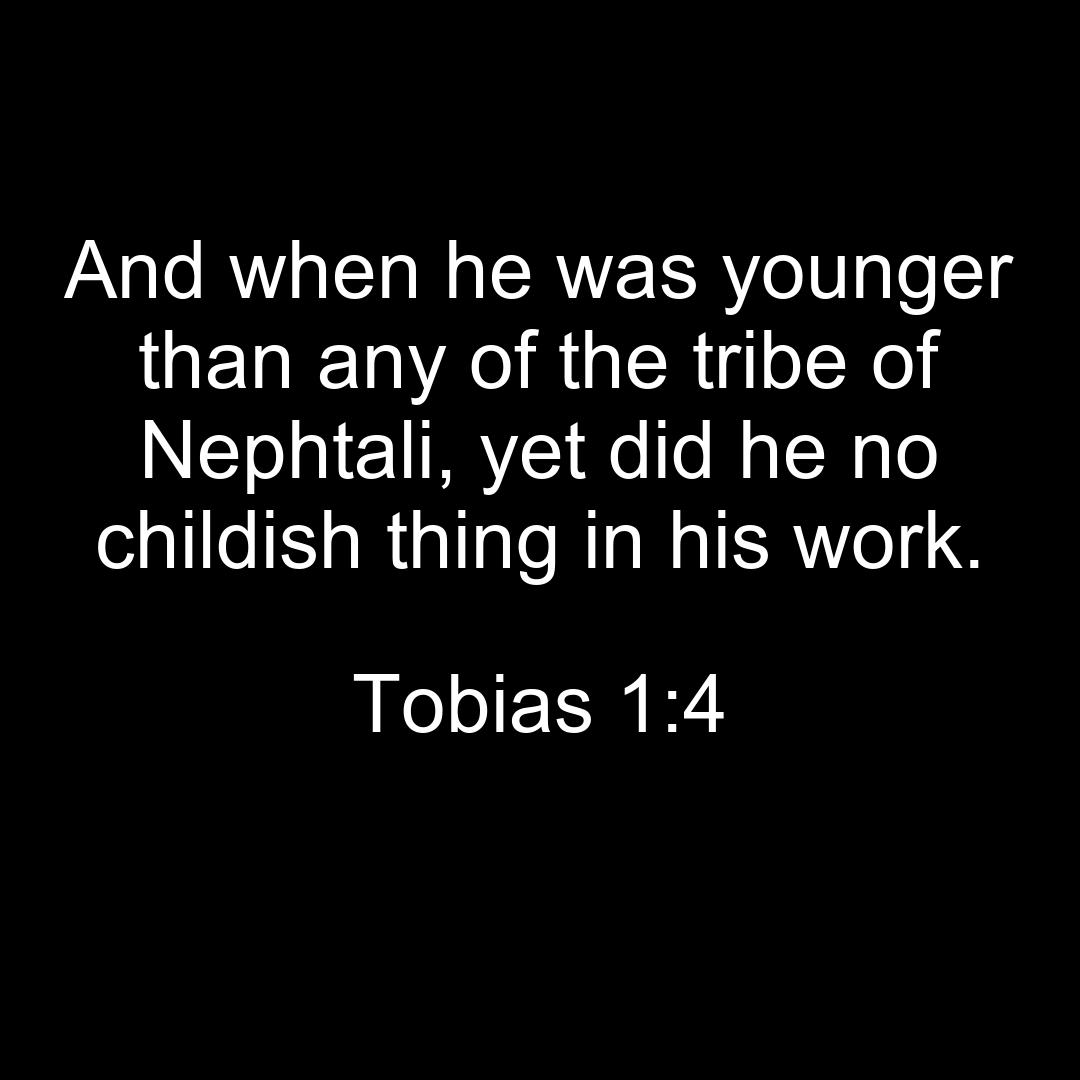 And when he was younger
than any of the tribe of
Nephtali, yet did he no
childish thing in his work.
Tobias 1:4